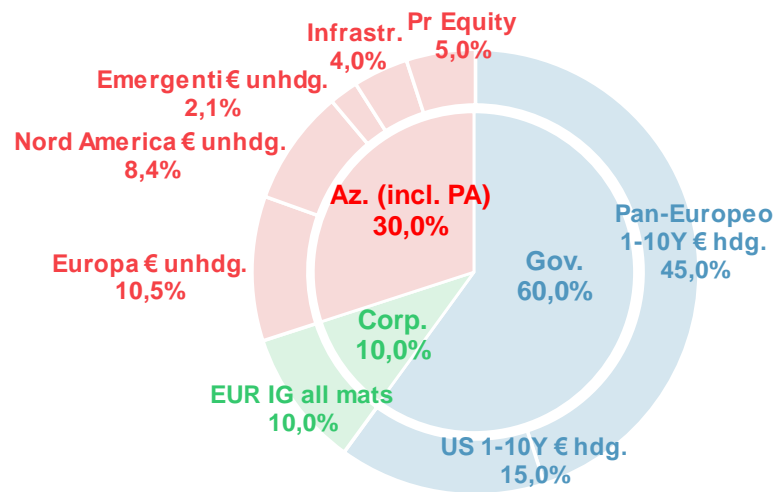 Pr Equity
5,0%
Infrastr.
4,0%
Emergenti € unhdg.
2,1%
Nord America € unhdg.
8,4%
Az. (incl. PA)
30,0%
Pan-Europeo
1-10Y € hdg.
45,0%
Europa € unhdg.
10,5%
Gov.
60,0%
Corp.
10,0%
EUR IG all mats
10,0%
US 1-10Y € hdg.
15,0%